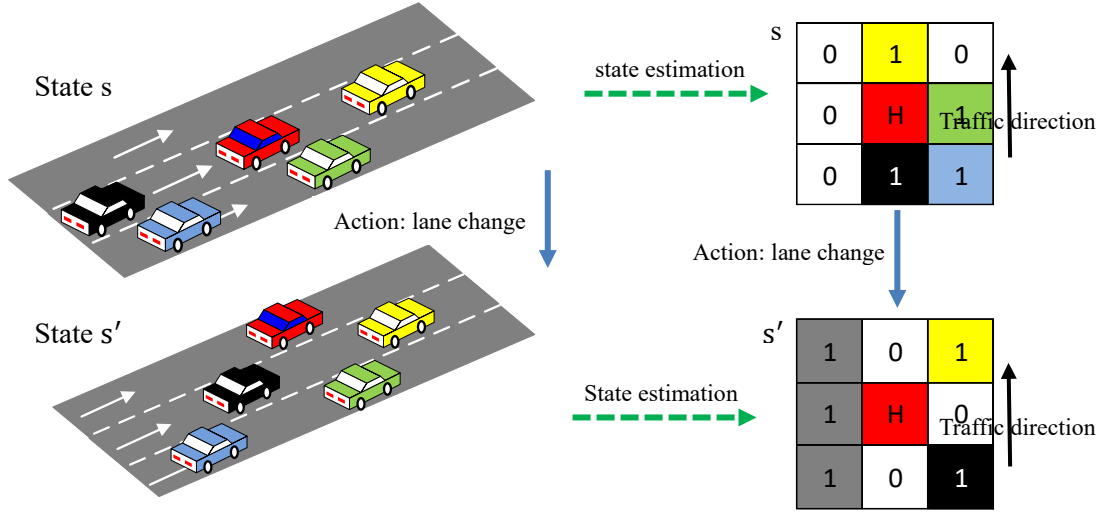 State s
state estimation
s
0 1 0
0 H 1
Traffic direction
0 1 1
Action: lane change
Action: lane change
State s′
State estimation
s′
1 0 1
1 H 0
Traffic direction
1 0 1